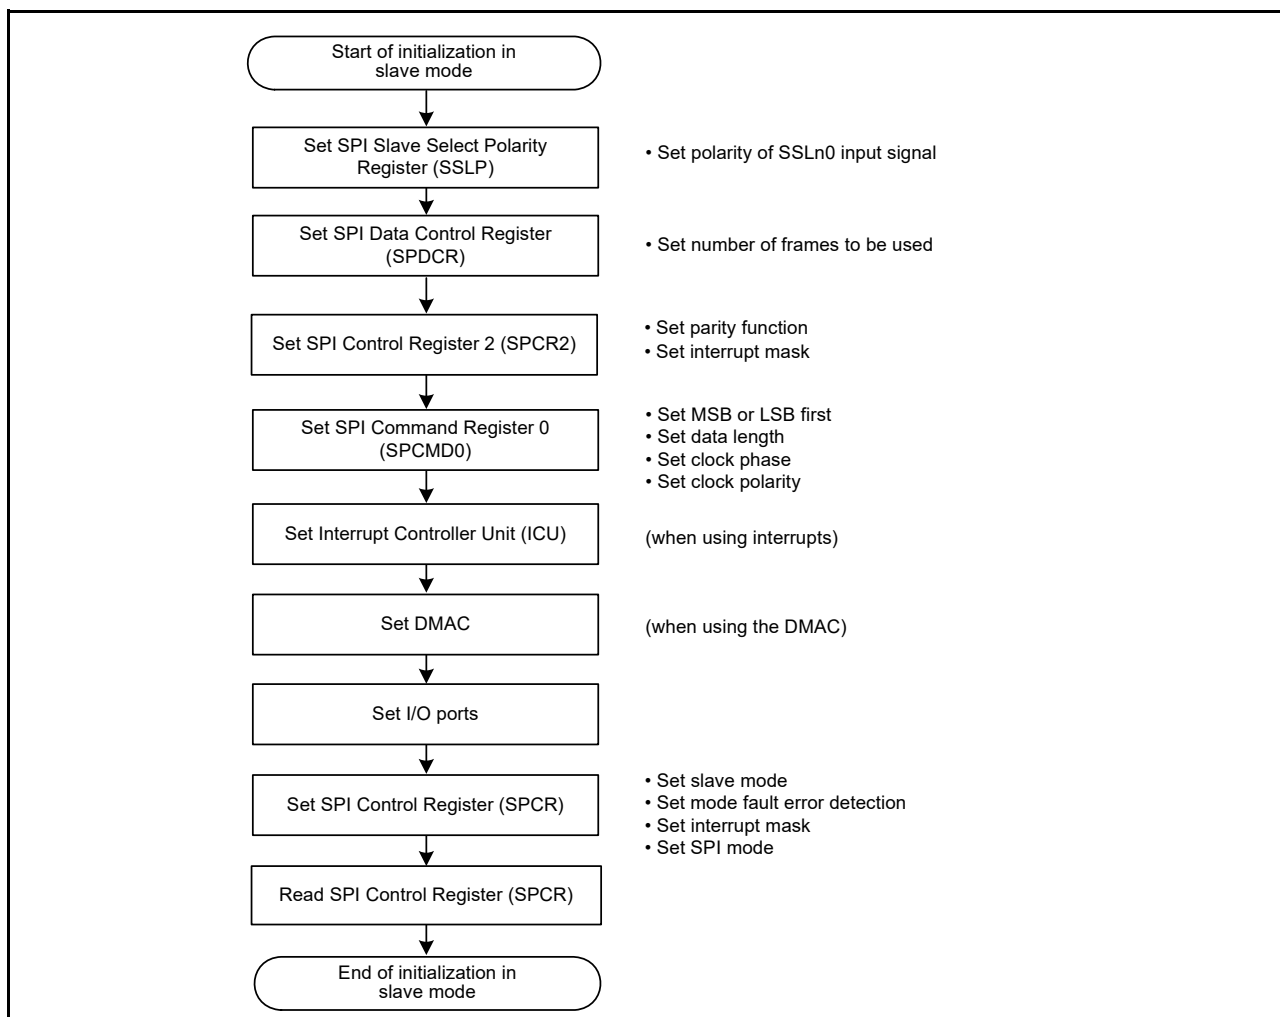 Start of initialization in
slave mode
Set SPI Slave Select Polarity
Register (SSLP)
• Set polarity of SSLn0 input signal
Set SPI Data Control Register
(SPDCR)
• Set number of frames to be used
Set SPI Control Register 2 (SPCR2)
• Set parity function
• Set interrupt mask
Set SPI Command Register 0
(SPCMD0)
• Set MSB or LSB first
• Set data length
• Set clock phase
• Set clock polarity
Set Interrupt Controller Unit (ICU)
(when using interrupts)
Set DMAC
(when using the DMAC)
Set I/O ports
Set SPI Control Register (SPCR)
• Set slave mode
• Set mode fault error detection
• Set interrupt mask
• Set SPI mode
Read SPI Control Register (SPCR)
End of initialization in
slave mode